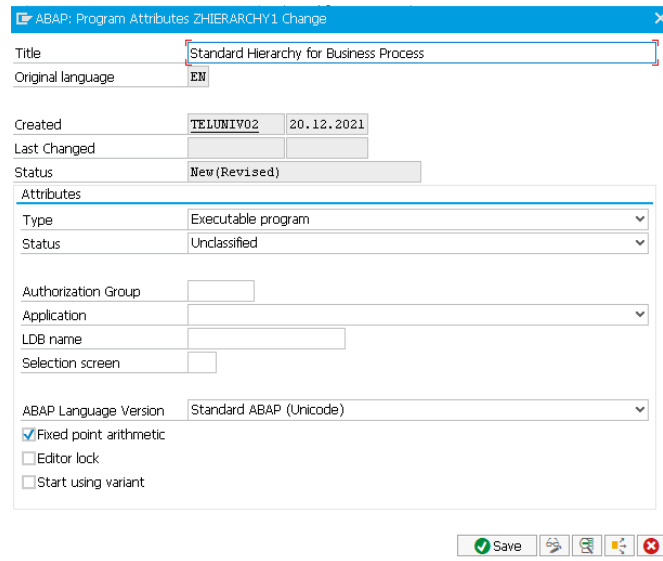 ABAP: Program Attributes ZHIERARCHY1 Change
Title Standard Hierarchy for Business Process
Original language EN
Created TELUNIV02 20.12.2021
Last Changed
Status New(Revised)
Attributes
Type Executable program
Status Unclassified
Authorization Group
Application
LDB name
Selection screen
ABAP Language Version Standard ABAP (Unicode)
Fixed point arithmetic
Editor lock
Start using variant
Save